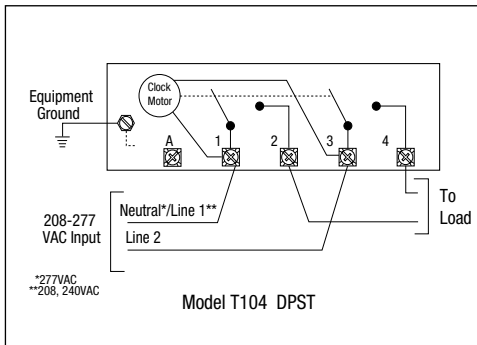 Clock
Motor
Equipment
Ground
A 1 2 3 4
Neutral*/Line 1**
To
Load
208-277
VAC Input
Line 2
*277VAC
**208, 240VAC
Model T104 DPST